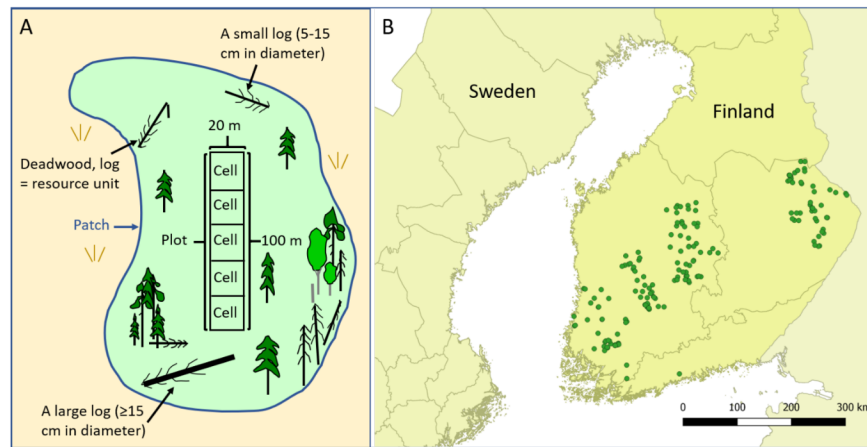 A
A small log (5-15
cm in diameter)
20 m
Deadwood, log
= resource unit
Cell
Cell
Patch
Plot
Cell
100 m
Cell
Cell
A large log (≥15
cm in diameter)
B
Sweden
Finland
0 100 200 300 km